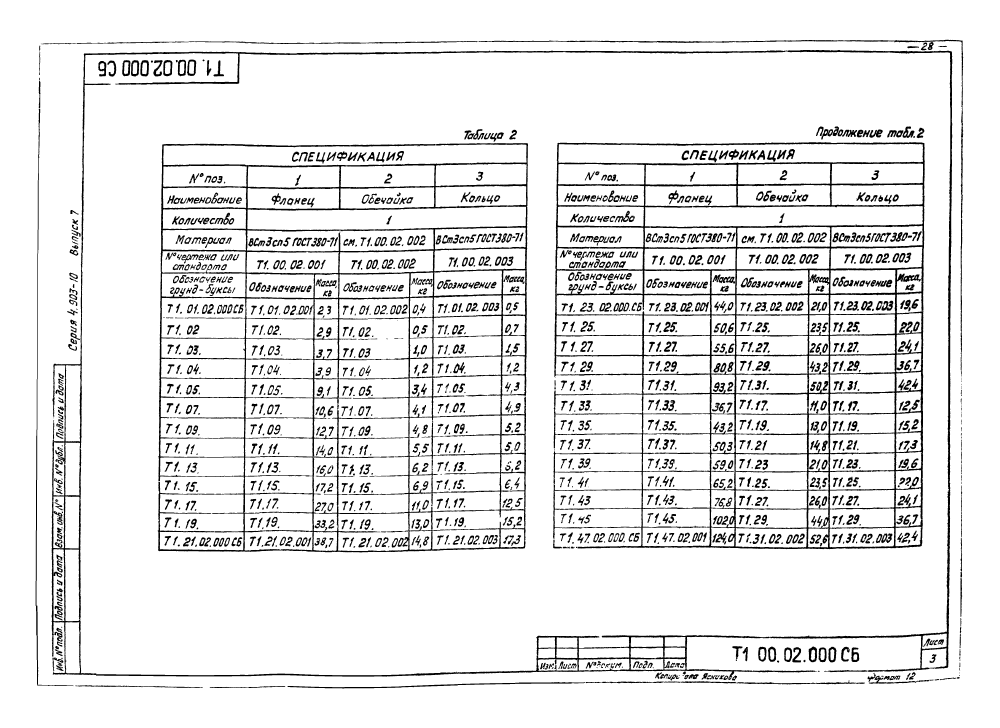 28
Т1.00.02.000 СБ
Серия 4.903-10 Выпуск 7
Таблица 2
СПЕЦИФИКАЦИЯ
N° поз. 1 2 3
Наименование Фланец Обечайка Кольцо
Количество 1
Материал ВСт3сп5 ГОСТ380-71 см. Т1.00.02.002 ВСт3сп5 ГОСТ380-71
N° чертежа или стандорта Т1.00.02.001 Т1.00.02.002 Т1.00.02.003
Обозначение грунд-буксы Обозначение Масса, кг Обозначение Масса, кг Обозначение Масса, кг
Т1.01.02.000СБ Т1.01.02.001 2,3 Т1.01.02.002 0,4 Т1.01.02.003 0,5
Т1.02 Т1.02. 2,9 Т1.02. 0,5 Т1.02. 0,7
Т1.03. Т1.03. 3,7 Т1.03 1,0 Т1.03. 1,5
Т1.04. Т1.04. 3,9 Т1.04 1,2 Т1.04. 1,2
Т1.05. Т1.05. 9,1 Т1.05. 3,4 Т1.05. 4,3
Т1.07. Т1.07. 10,6 Т1.07. 4,1 Т1.07. 4,9
Т1.09. Т1.09. 12,7 Т1.09. 4,8 Т1.09. 5,2
Т1.11. Т1.11. 14,0 Т1.11. 5,5 Т1.11. 5,0
Т1.13. Т1.13. 16,0 Т1.13. 6,2 Т1.13. 5,2
Т1.15. Т1.15. 17,2 Т1.15. 6,9 Т1.15. 6,4
Т1.17. Т1.17. 27,0 Т1.17. 11,0 Т1.17. 12,5
Т1.19. Т1.19. 33,2 Т1.19. 13,0 Т1.19. 15,2
Т1.21.02.000СБ Т1.21.02.001 38,7 Т1.21.02.002 14,8 Т1.21.02.003 17,3
Продолжение табл.2
СПЕЦИФИКАЦИЯ
N° поз. 1 2 3
Наименование Фланец Обечайка Кольцо
Количество 1
Материал ВСт3сп5 ГОСТ380-71 см. Т1.00.02.002 ВСт3сп5ГОСТ380-71
N° чертежа или стандорта Т1.00.02.001 Т1.00.02.002 Т1.00.02.003
Обозначение грунд-буксы Обозначение Масса, кг Обозначение Масса, кг Обозначение Масса, кг
Т1.23.02.000.СБ Т1.23.02.001 44,0 Т1.23.02.002 21,0 Т1.23.02.003 19,6
Т1.25. Т1.25. 50,6 Т1.25. 23,5 Т1.25. 22,0
Т1.27. Т1.27. 55,6 Т1.27. 26,0 Т1.27. 24,1
Т1.29. Т1.29. 80,8 Т1.29. 43,2 Т1.29. 36,7
Т1.31. Т1.31. 93,2 Т1.31. 50,2 Т1.31. 42,4
Т1.33. Т1.33. 36,7 Т1.17. 11,0 Т1.17. 12,5
Т1.35. Т1.35. 43,2 Т1.19. 13,0 Т1.19. 15,2
Т1.37. Т1.37. 50,3 Т1.21 14,8 Т1.21. 17,3
Т1.39. Т1.39. 59,0 Т1.23 21,0 Т1.23. 19,6
Т1.41 Т1.41. 65,2 Т1.25. 23,5 Т1.25. 22,0
Т1.43 Т1.43. 76,8 Т1.27. 26,0 Т1.27. 24,1
Т1.45 Т1.45. 102,0 Т1.29. 44,0 Т1.29. 36,7
Т1.47.02.000.СБ Т1.47.02.001 124,0 Т1.31.02.002 52,6 Т1.31.02.003 42,4
Инв.N°подл. Подпись и дата Взам.инв.N° Инв.N°дубл. Подпись и дата
Изм. Лист N°докум. Подп. Дата
Т1 00.02.000 СБ
Лист
3
Формат 12